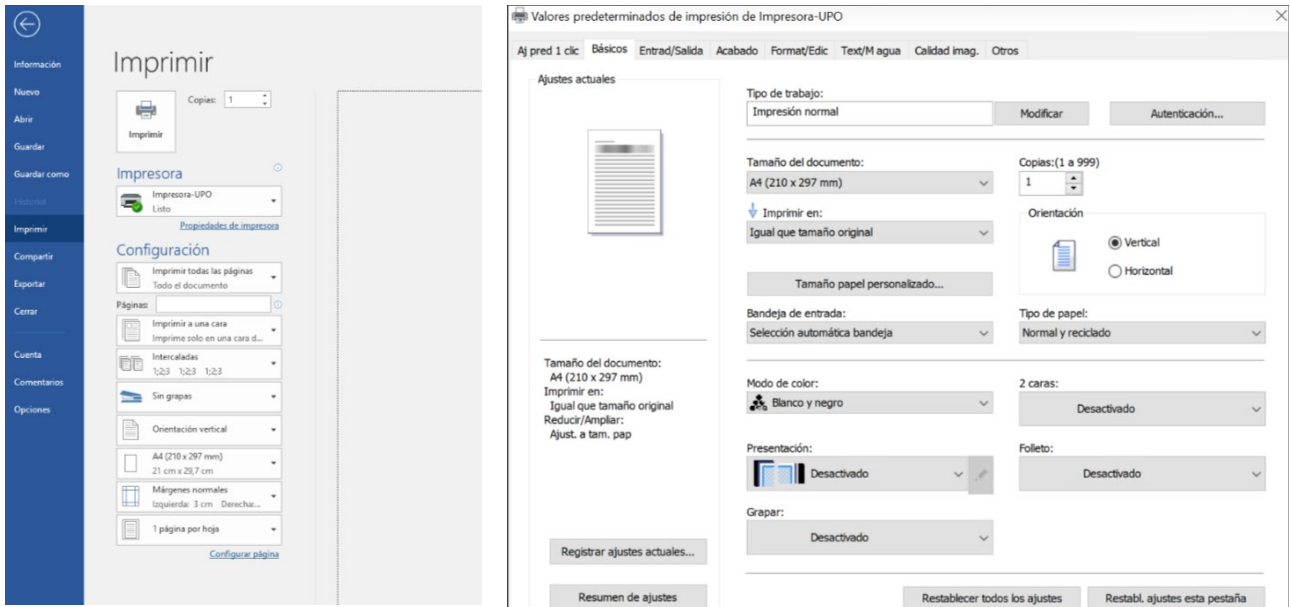 Información
Nuevo
Abrir
Guardar
Guardar como
Historial
Imprimir
Compartir
Exportar
Cerrar
Cuenta
Comentarios
Opciones
Imprimir
Copias: 1
Imprimir
Impresora
Impresora-UPO
Listo
Propiedades de impresora
Configuración
Imprimir todas las páginas
Todo el documento
Páginas:
Imprimir a una cara
Imprime solo en una cara d...
Intercaladas
1;2;3 1;2;3 1;2;3
Sin grapas
Orientación vertical
A4 (210 x 297 mm)
21 cm x 29,7 cm
Márgenes normales
Izquierda: 3 cm Derecha:...
1 página por hoja
Configurar página
Valores predeterminados de impresión de Impresora-UPO
Aj pred 1 clic Básicos Entrad/Salida Acabado Format/Edic Text/M agua Calidad imag. Otros
Ajustes actuales
Tamaño del documento:
A4 (210 x 297 mm)
Imprimir en:
Igual que tamaño original
Reducir/Ampliar:
Ajust. a tam. pap
Registrar ajustes actuales...
Resumen de ajustes
Tipo de trabajo:
Impresión normal Modificar Autenticación...
Tamaño del documento: Copias:(1 a 999)
A4 (210 x 297 mm) 1
Imprimir en: Orientación
Igual que tamaño original Vertical
Horizontal
Tamaño papel personalizado...
Bandeja de entrada: Tipo de papel:
Selección automática bandeja Normal y reciclado
Modo de color: 2 caras:
Blanco y negro Desactivado
Presentación: Folleto:
Desactivado Desactivado
Grapar:
Desactivado
Restablecer todos los ajustes Restabl. ajustes esta pestaña